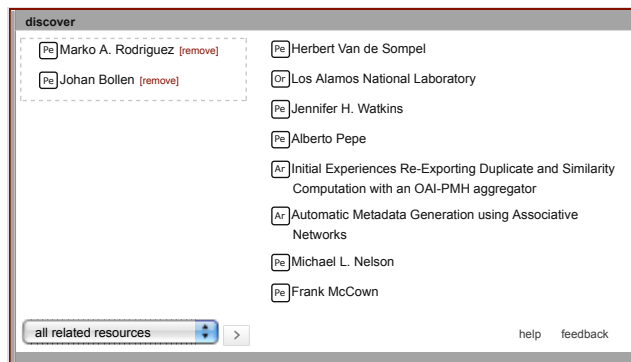 discover
Pe Marko A. Rodriguez [remove]
Pe Johan Bollen [remove]
Pe Herbert Van de Sompel
Or Los Alamos National Laboratory
Pe Jennifer H. Watkins
Pe Alberto Pepe
Ar Initial Experiences Re-Exporting Duplicate and Similarity
Computation with an OAI-PMH aggregator
Ar Automatic Metadata Generation using Associative
Networks
Pe Michael L. Nelson
Pe Frank McCown
all related resources >
help feedback